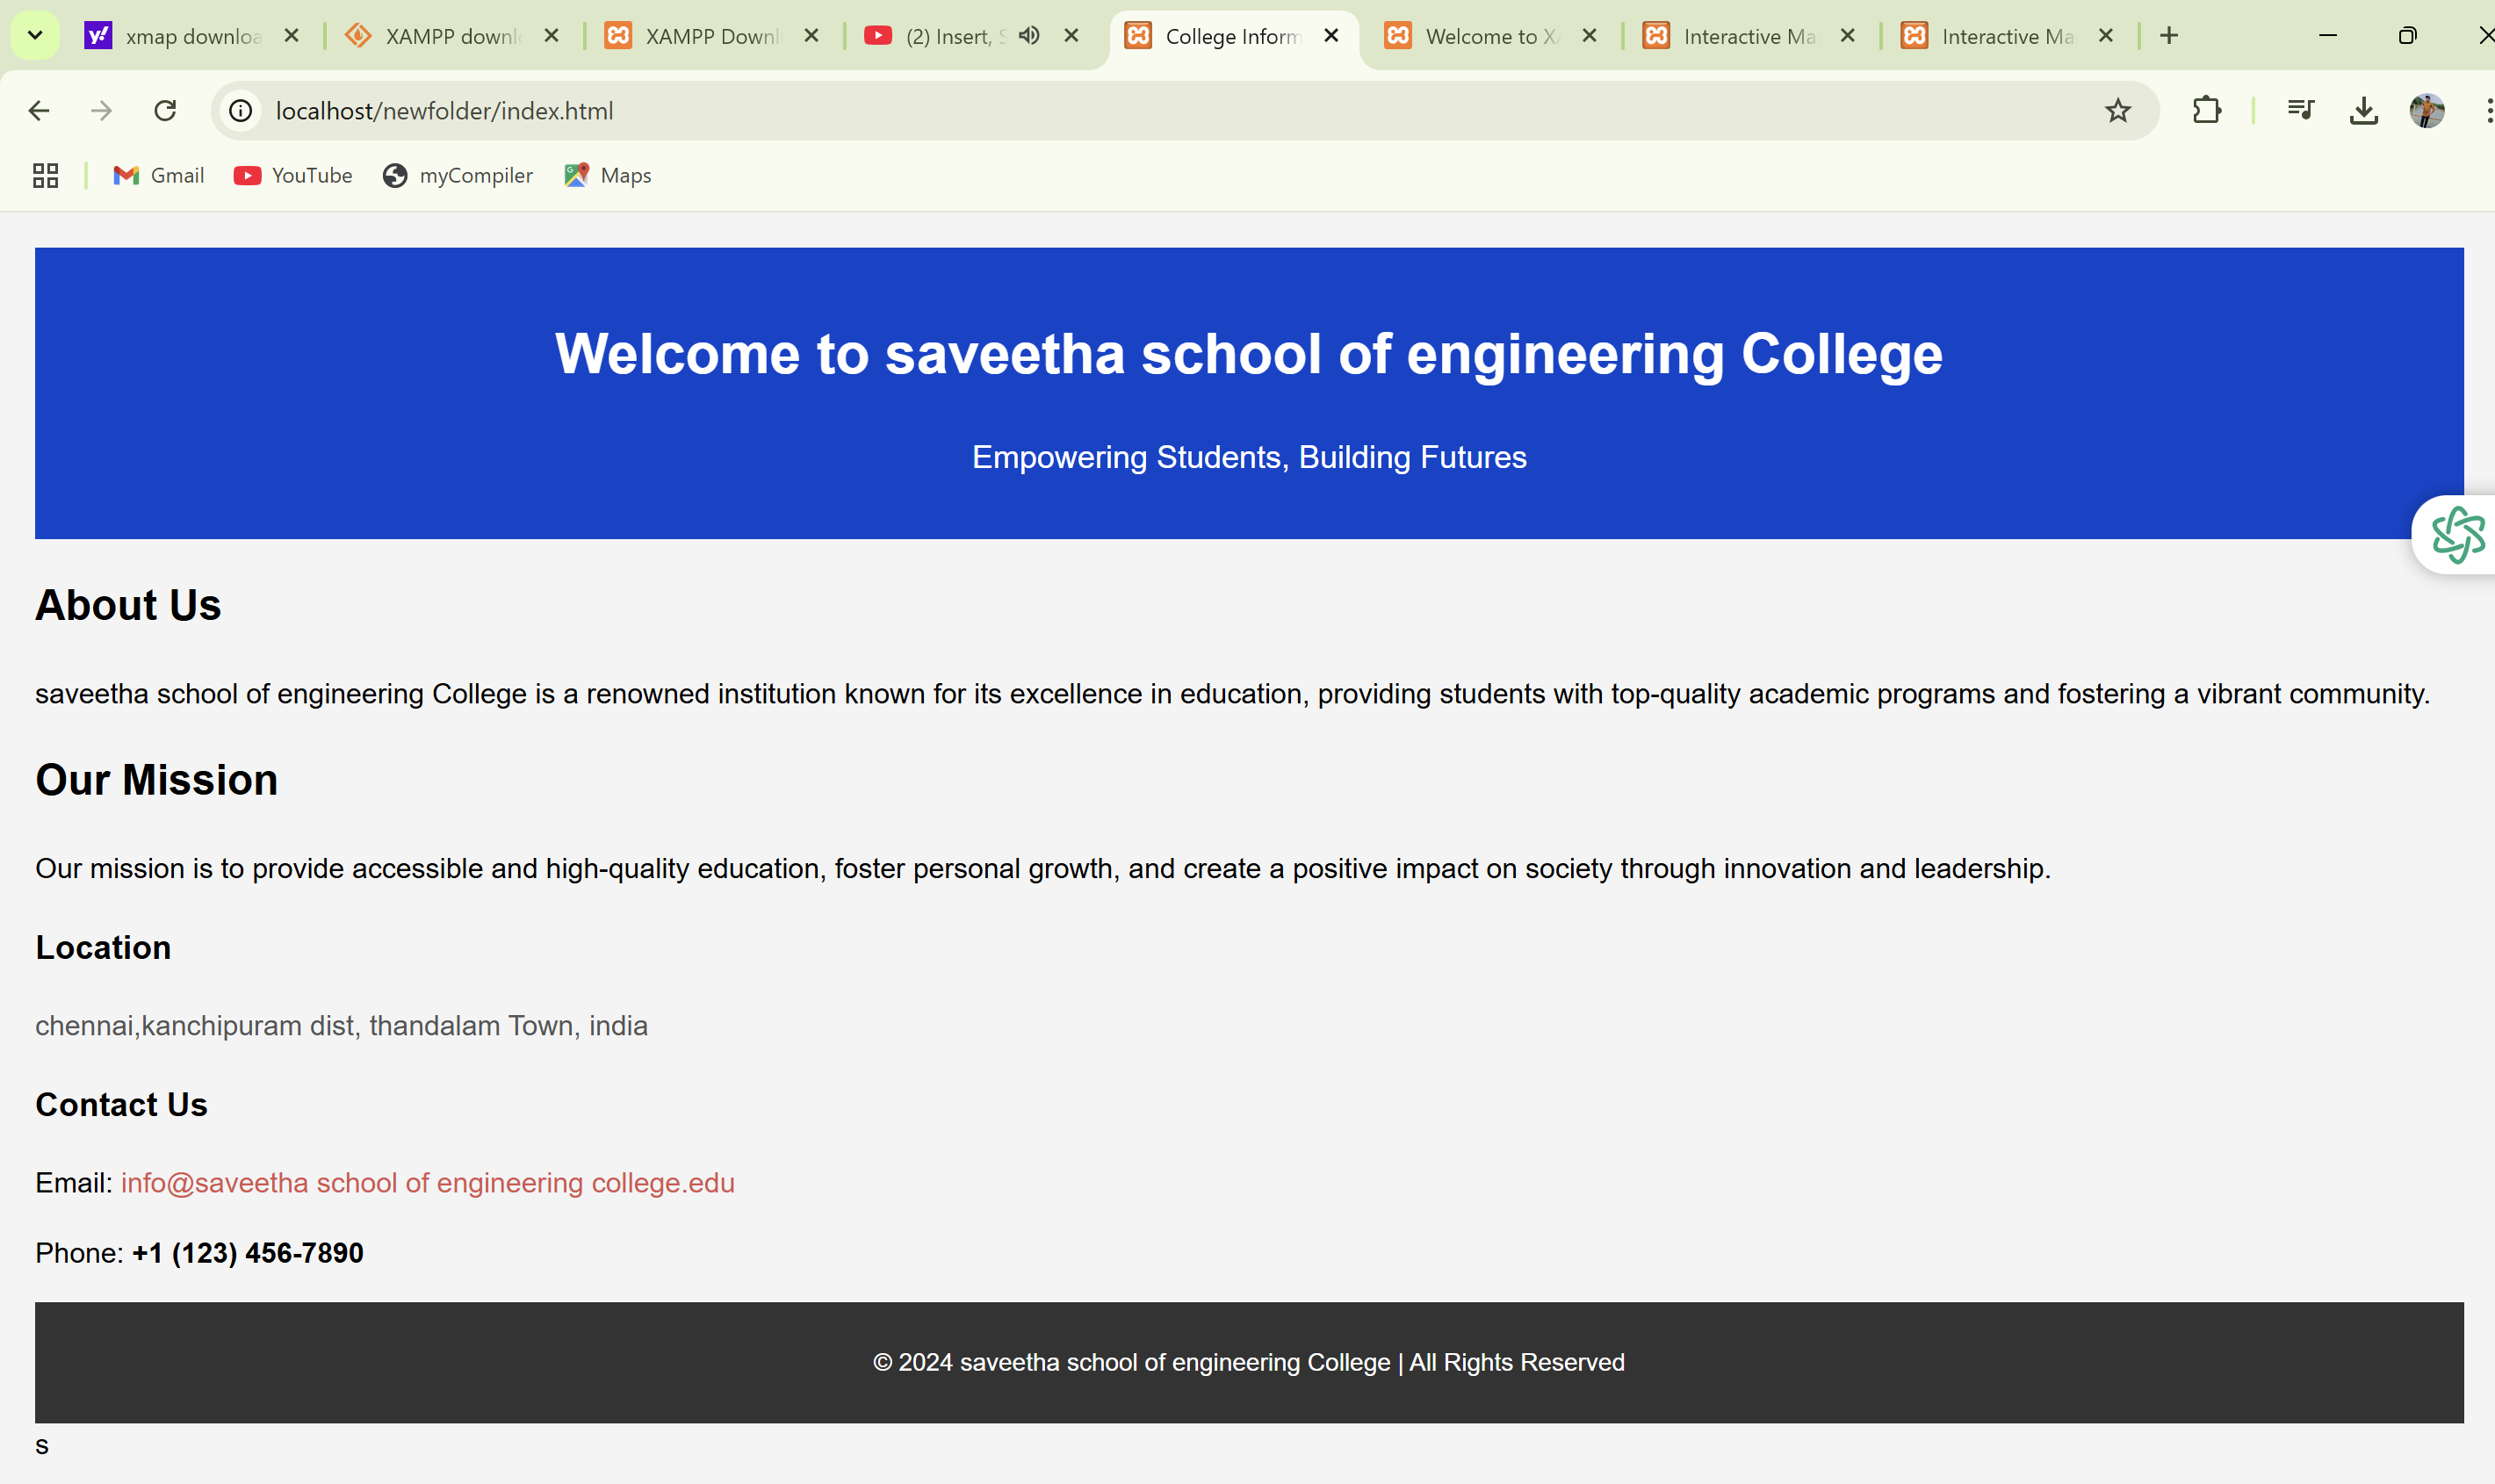 xmap downloa
XAMPP downl
XAMPP Downl
(2) Insert, S
College Inform
Welcome to X
Interactive Ma
Interactive Ma
localhost/newfolder/index.html
Gmail
YouTube
myCompiler
Maps
Welcome to saveetha school of engineering College
Empowering Students, Building Futures
About Us
saveetha school of engineering College is a renowned institution known for its excellence in education, providing students with top-quality academic programs and fostering a vibrant community.
Our Mission
Our mission is to provide accessible and high-quality education, foster personal growth, and create a positive impact on society through innovation and leadership.
Location
chennai,kanchipuram dist, thandalam Town, india
Contact Us
Email: info@saveetha school of engineering college.edu
Phone: +1 (123) 456-7890
© 2024 saveetha school of engineering College | All Rights Reserved
s